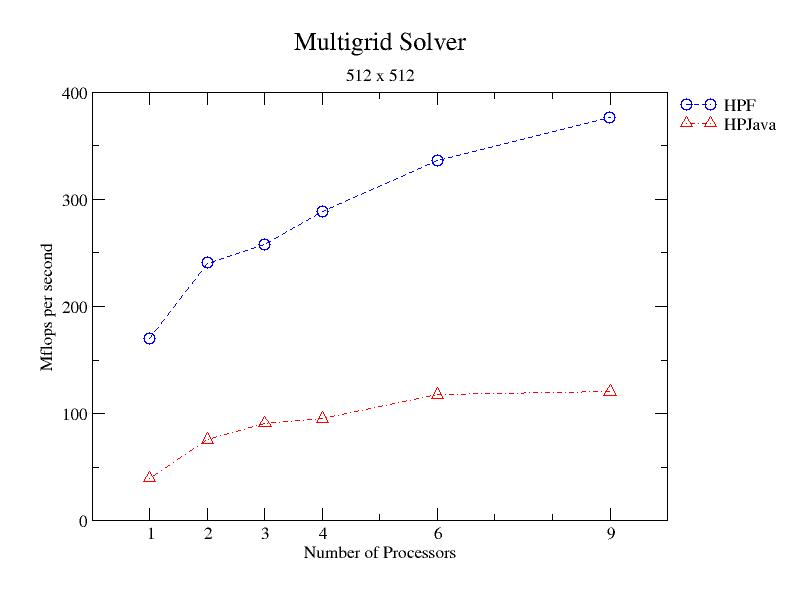 Multigrid Solver
512 x 512
HPF
HPJava
400
300
200
100
0
Mflops per second
1 2 3 4 6 9
Number of Processors